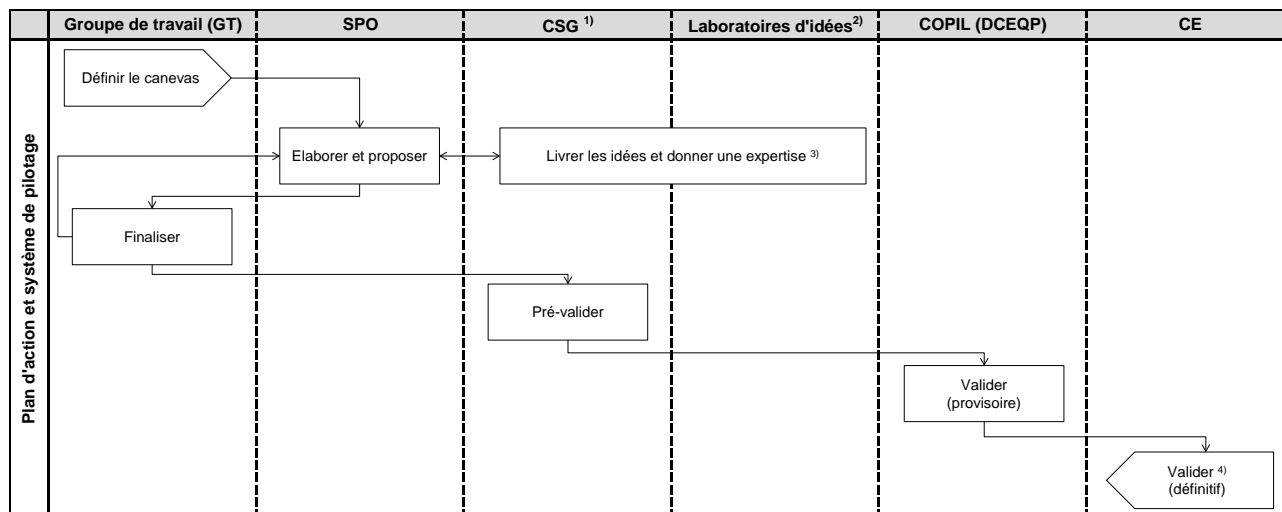 Groupe de travail (GT)
SPO
CSG 1)
Laboratoires d'idées2)
COPIL (DCEQP)
CE
Plan d'action et système de pilotage
Définir le canevas
Elaborer et proposer
Livrer les idées et donner une expertise 3)
Finaliser
Pré-valider
Valider
(provisoire)
Valider 4)
(définitif)